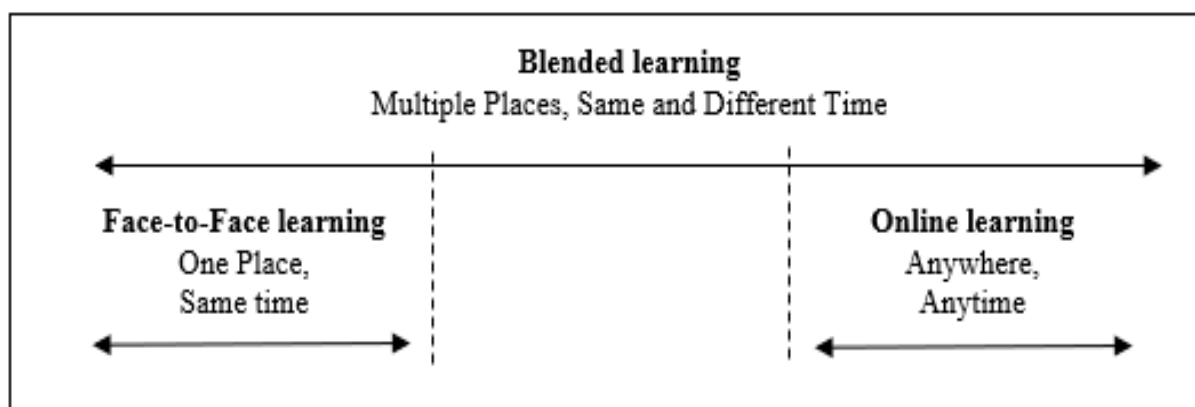 Blended learning
Multiple Places, Same and Different Time
Face-to-Face learning
One Place,
Same time
Online learning
Anywhere,
Anytime